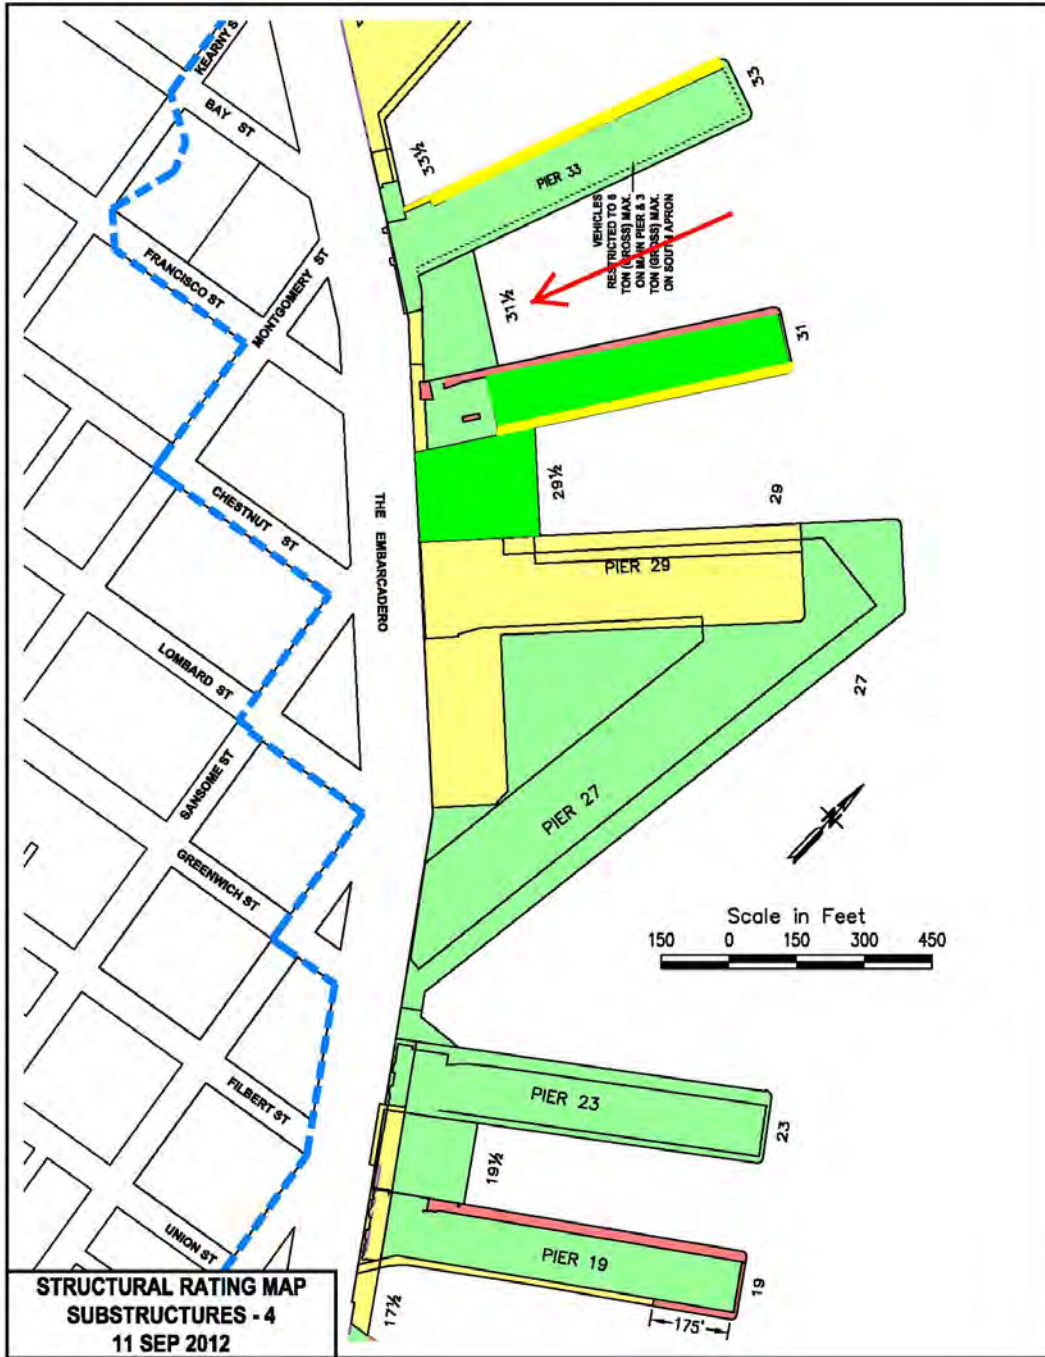 KEARNY S
BAY ST
33½
33
PIER 33
VEHICLES
RESTRICTED TO 8
TON (GROSS) MAX.
ON MAIN PIER & 3
TON (GROSS) MAX.
ON SOUTH APRON
FRANCISCO ST
MONTGOMERY ST
31½
31
CHESTNUT ST
THE EMBARCADERO
29½
29
PIER 29
LOMBARD ST
27
SANSOME ST
PIER 27
GREENWICH ST
Scale in Feet
150 0 150 300 450
FILBERT ST
PIER 23
23
19½
UNION ST
PIER 19
19
17½
175'
STRUCTURAL RATING MAP
SUBSTRUCTURES - 4
11 SEP 2012